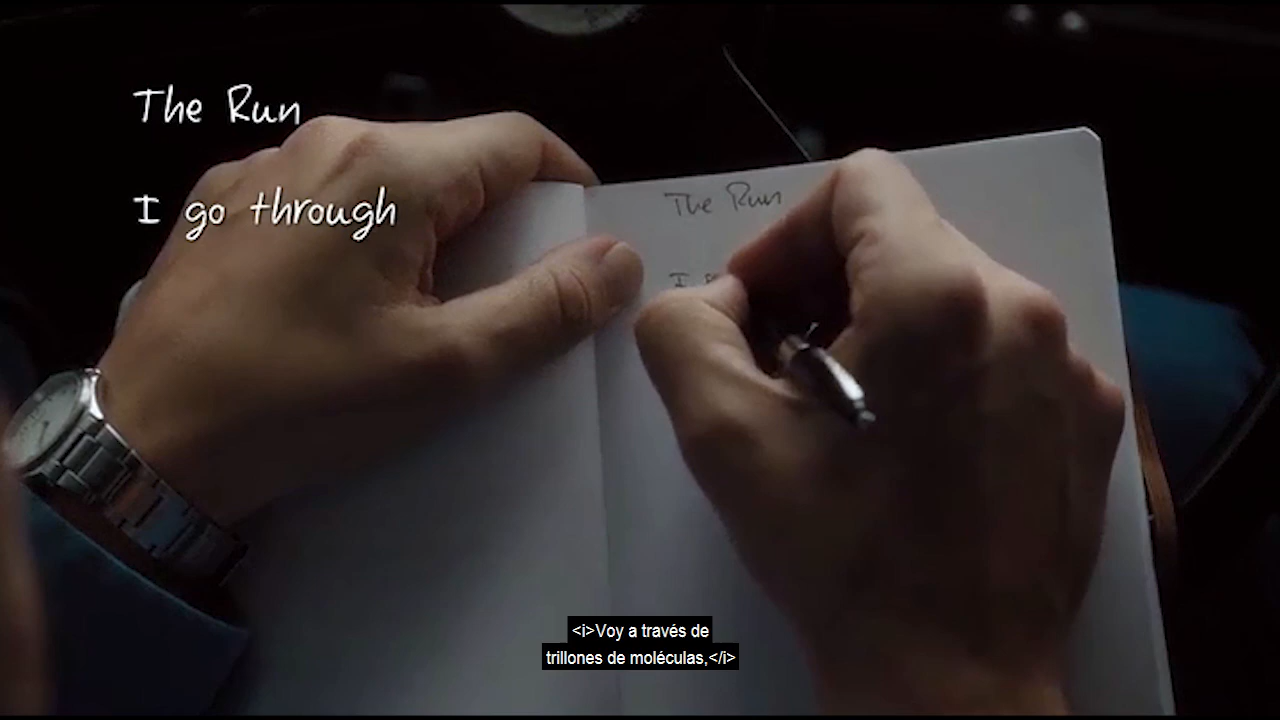 The Run
I go through
The Run
I
<i>Voy a través de
trillones de moléculas,</i>